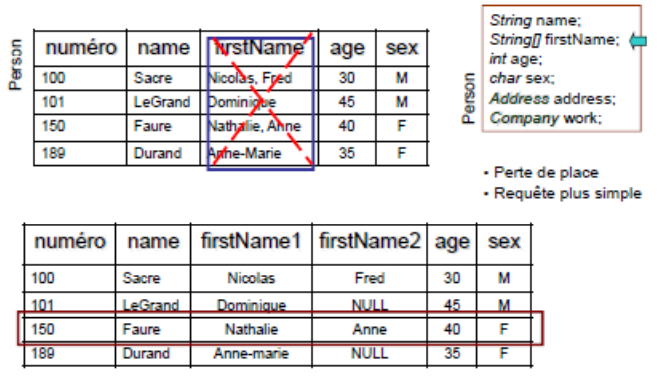 Person
numéro name firstName age sex
100 Sacre Nicolas, Fred 30 M
101 LeGrand Dominique 45 M
150 Faure Nathalie, Anne 40 F
189 Durand Anne-Marie 35 F
Person
String name;
String[] firstName;
int age;
char sex;
Address address;
Company work;
• Perte de place
• Requête plus simple
numéro name firstName1 firstName2 age sex
100 Sacre Nicolas Fred 30 M
101 LeGrand Dominique NULL 45 M
150 Faure Nathalie Anne 40 F
189 Durand Anne-marie NULL 35 F